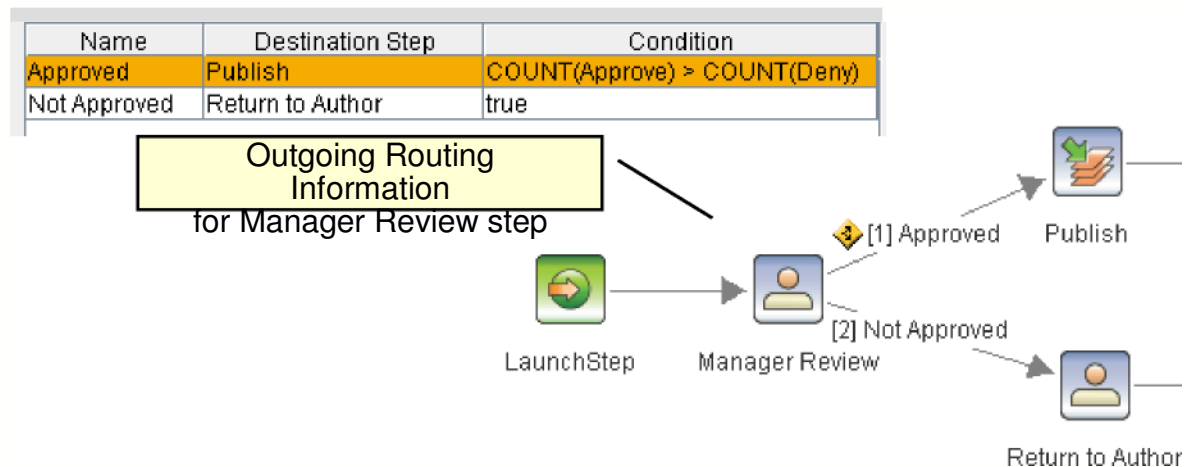 Name Destination Step Condition
Approved Publish COUNT(Approve) > COUNT(Deny)
Not Approved Return to Author true
Outgoing Routing
Information
for Manager Review step
[1] Approved
Publish
[2] Not Approved
LaunchStep
Manager Review
Return to Author